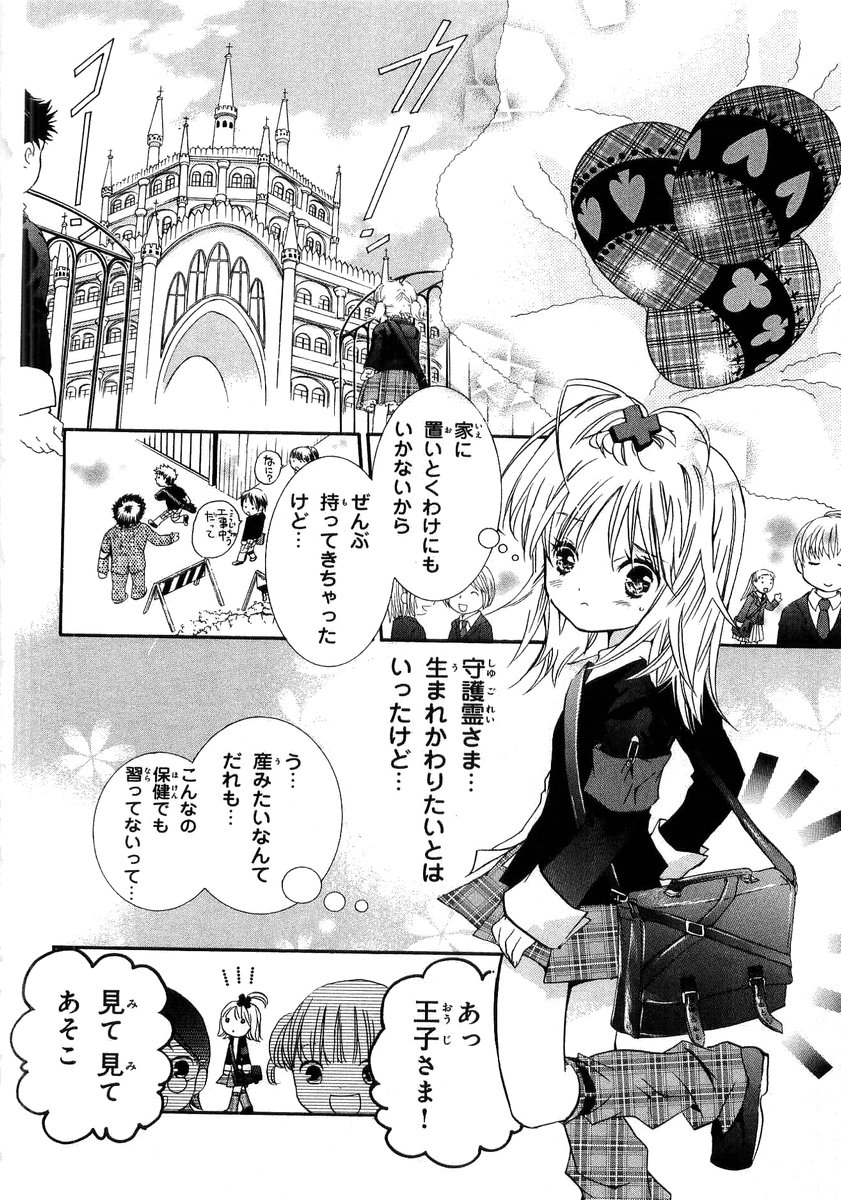 カラーン
カラーン
家に
置いとくわけにも
いかないから
ぜんぶ
持ってきちゃった
けど…
なに?
工事中
だって
守護霊さま…
生まれかわりたいとは
いったけど…
う…
産みたいなんて
だれも…
こんなの
保健でも
習ってないって…
あっ
王子さま!
見て見て
あそこ